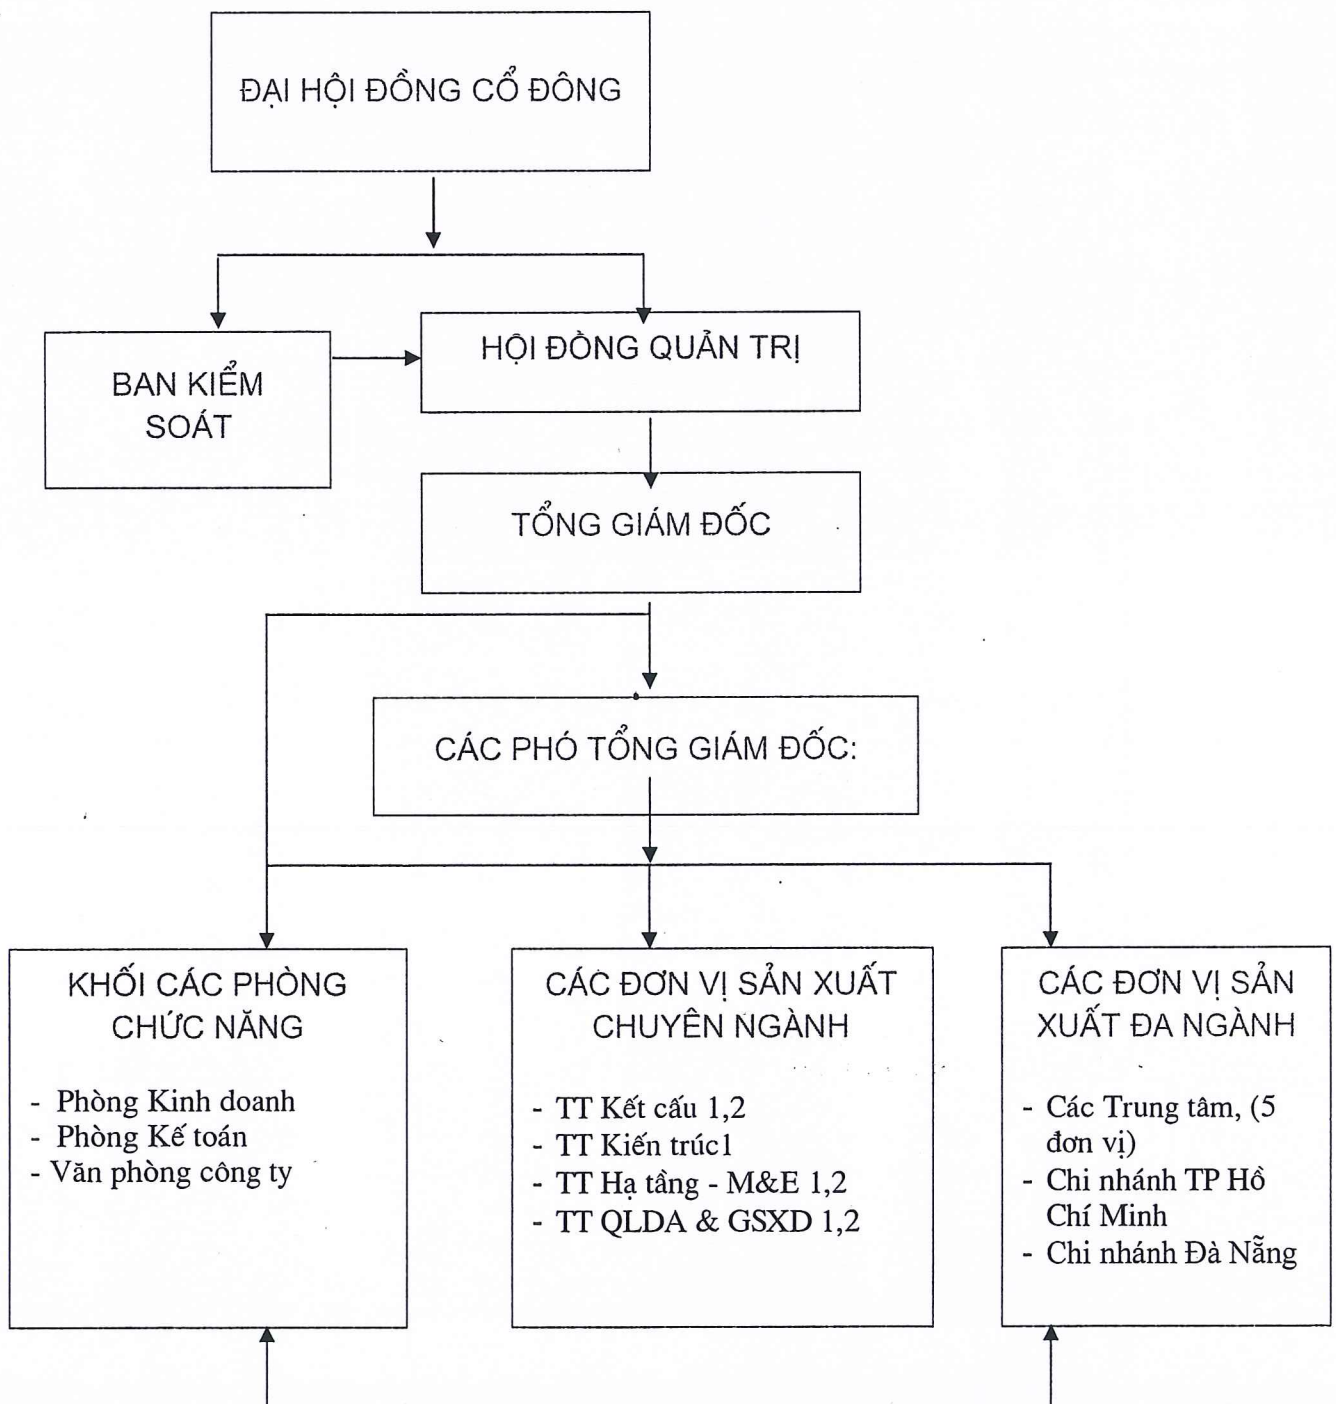 ĐẠI HỘI ĐỒNG CỔ ĐÔNG
BAN KIỂM
SOÁT
HỘI ĐỒNG QUẢN TRỊ
TỔNG GIÁM ĐỐC
CÁC PHÓ TỔNG GIÁM ĐỐC:
KHỐI CÁC PHÒNG
CHỨC NĂNG
- Phòng Kinh doanh
- Phòng Kế toán
- Văn phòng công ty
CÁC ĐƠN VỊ SẢN XUẤT
CHUYÊN NGÀNH
- TT Kết cấu 1,2
- TT Kiến trúc1
- TT Hạ tầng - M&E 1,2
- TT QLDA & GSXD 1,2
CÁC ĐƠN VỊ SẢN
XUẤT ĐA NGÀNH
- Các Trung tâm, (5
đơn vị)
- Chi nhánh TP Hồ
Chí Minh
- Chi nhánh Đà Nẵng